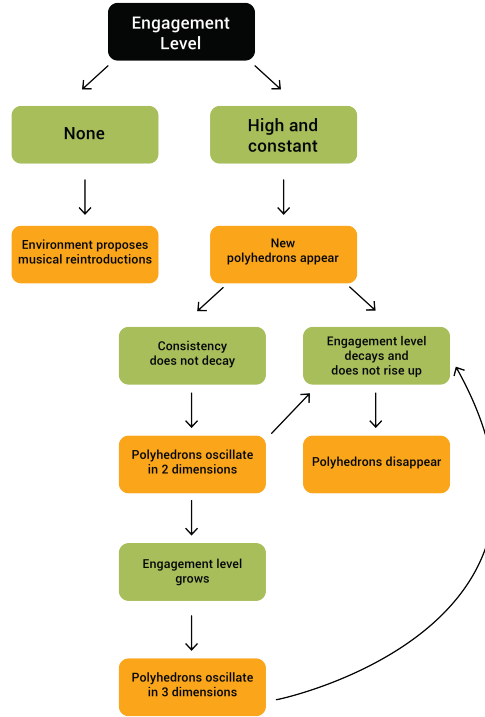 Engagement
Level
None
High and
constant
Environment proposes
musical reintroductions
New
polyhedrons appear
Consistency
does not decay
Engagement level
decays and
does not rise up
Polyhedrons oscillate
in 2 dimensions
Polyhedrons disappear
Engagement level
grows
Polyhedrons oscillate
in 3 dimensions